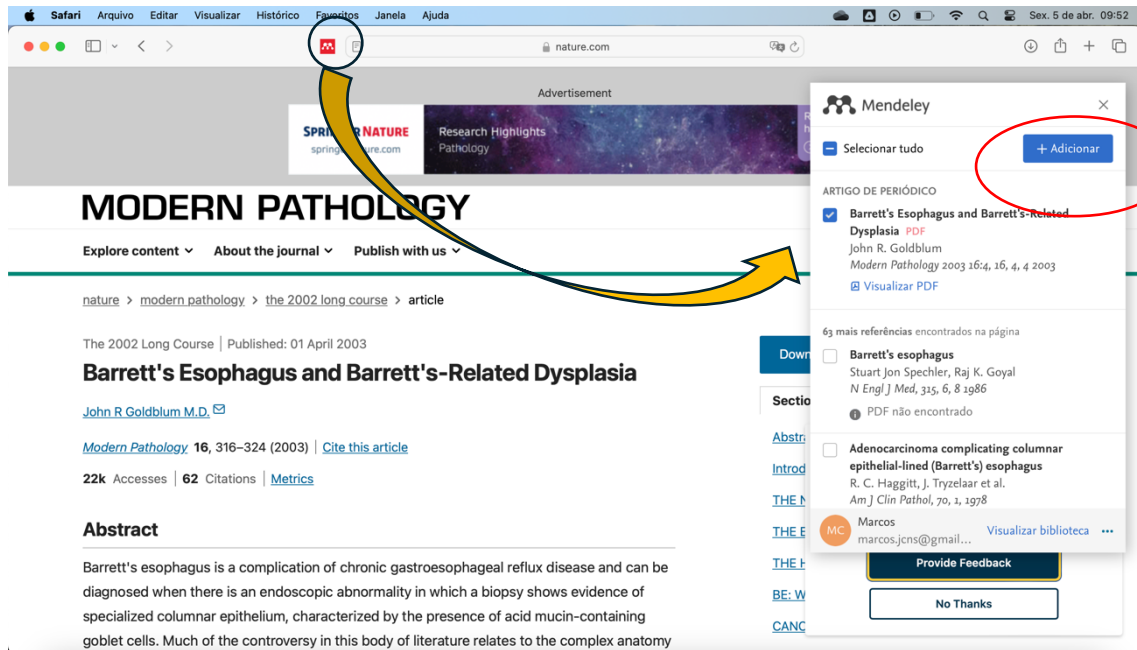 Safari Arquivo Editar Visualizar Histórico Favoritos Janela Ajuda
Sex. 5 de abr. 09:52
nature.com
Advertisement
SPRINGER NATURE
Research Highlights
Pathology
MODERN PATHOLOGY
Explore content About the journal Publish with us
nature > modern pathology > the 2002 long course > article
The 2002 Long Course | Published: 01 April 2003
Barrett's Esophagus and Barrett's-Related Dysplasia
John R Goldblum M.D.
Modern Pathology 16, 316–324 (2003) | Cite this article
22k Accesses | 62 Citations | Metrics
Abstract
Barrett's esophagus is a complication of chronic gastroesophageal reflux disease and can be
diagnosed when there is an endoscopic abnormality in which a biopsy shows evidence of
specialized columnar epithelium, characterized by the presence of acid mucin-containing
goblet cells. Much of the controversy in this body of literature relates to the complex anatomy
Down
Sectio
Abstr
Introd
THE
THE E
THE H
BE: W
CANC
Mendeley
Selecionar tudo
+ Adicionar
ARTIGO DE PERIÓDICO
Barrett's Esophagus and Barrett's-Related
Dysplasia PDF
John R. Goldblum
Modern Pathology 2003 16:4, 16, 4, 4 2003
Visualizar PDF
63 mais referências encontrados na página
Barrett's esophagus
Stuart Jon Spechler, Raj K. Goyal
N Engl J Med, 315, 6, 8 1986
PDF não encontrado
Adenocarcinoma complicating columnar
epithelial-lined (Barrett's) esophagus
R. C. Haggitt, J. Tryzelaar et al.
Am J Clin Pathol, 70, 1, 1978
MC
Marcos
marcos.jcns@gmail...
Visualizar biblioteca
Provide Feedback
No Thanks